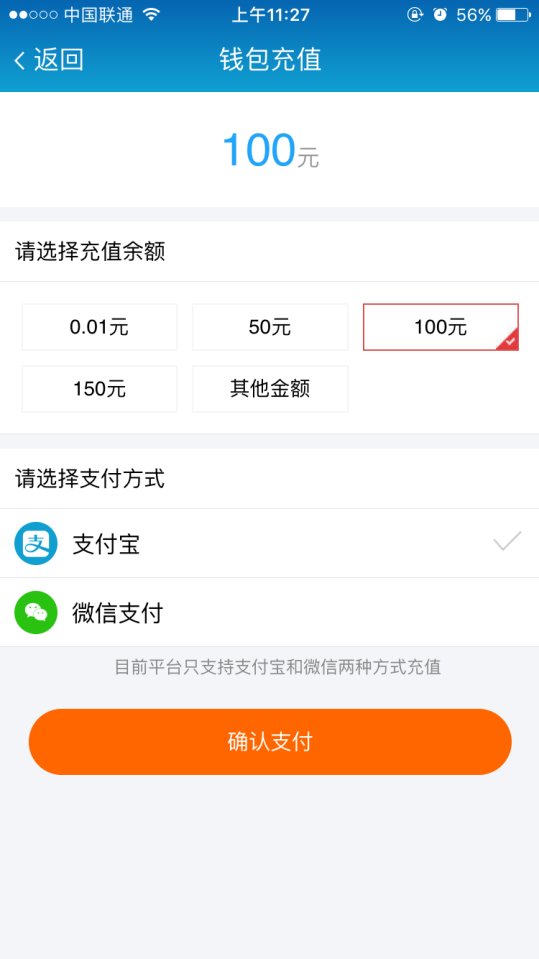 中国联通 上午11:27 56%
返回 钱包充值
100元
请选择充值余额
0.01元 50元 100元
150元 其他金额
请选择支付方式
支 支付宝
微信支付
目前平台只支持支付宝和微信两种方式充值
确认支付